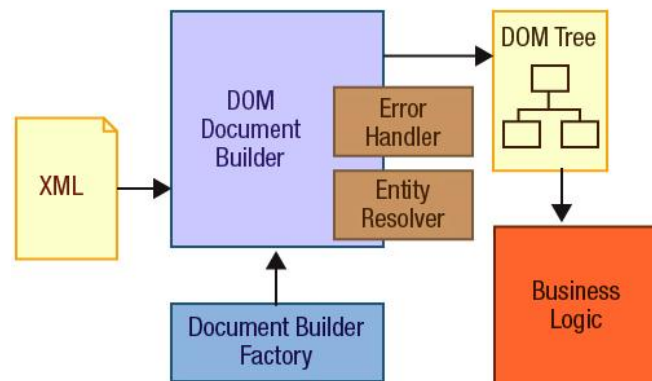 XML
DOM
Document
Builder
Error
Handler
Entity
Resolver
Document Builder
Factory
DOM Tree
Business
Logic